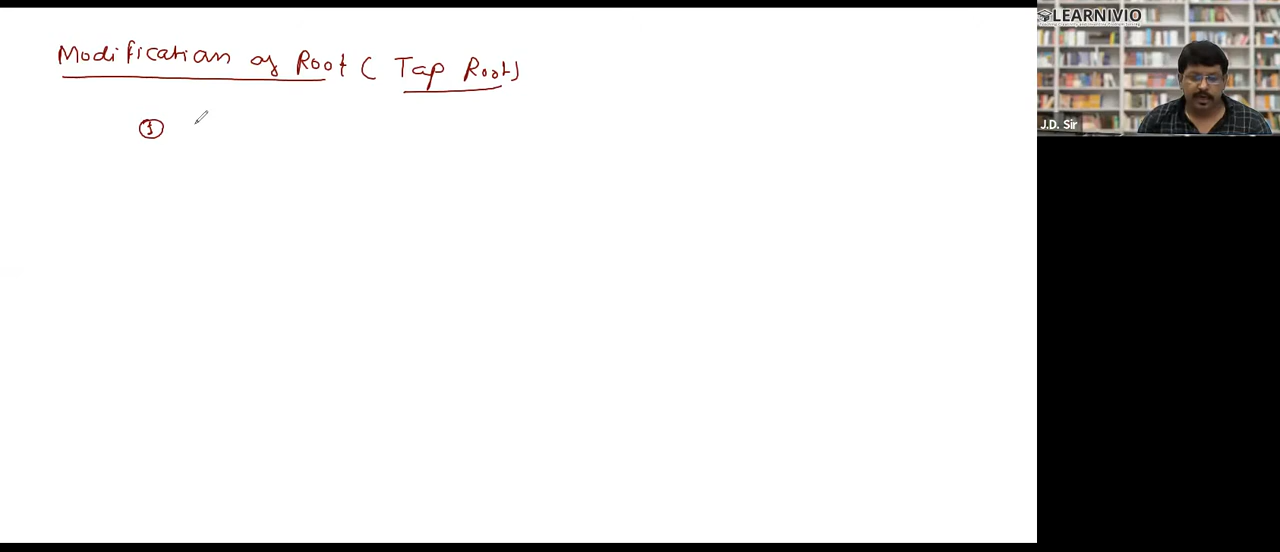 Modification of Root ( Tap Root)
①
LEARNIVIO
J.D. Sir